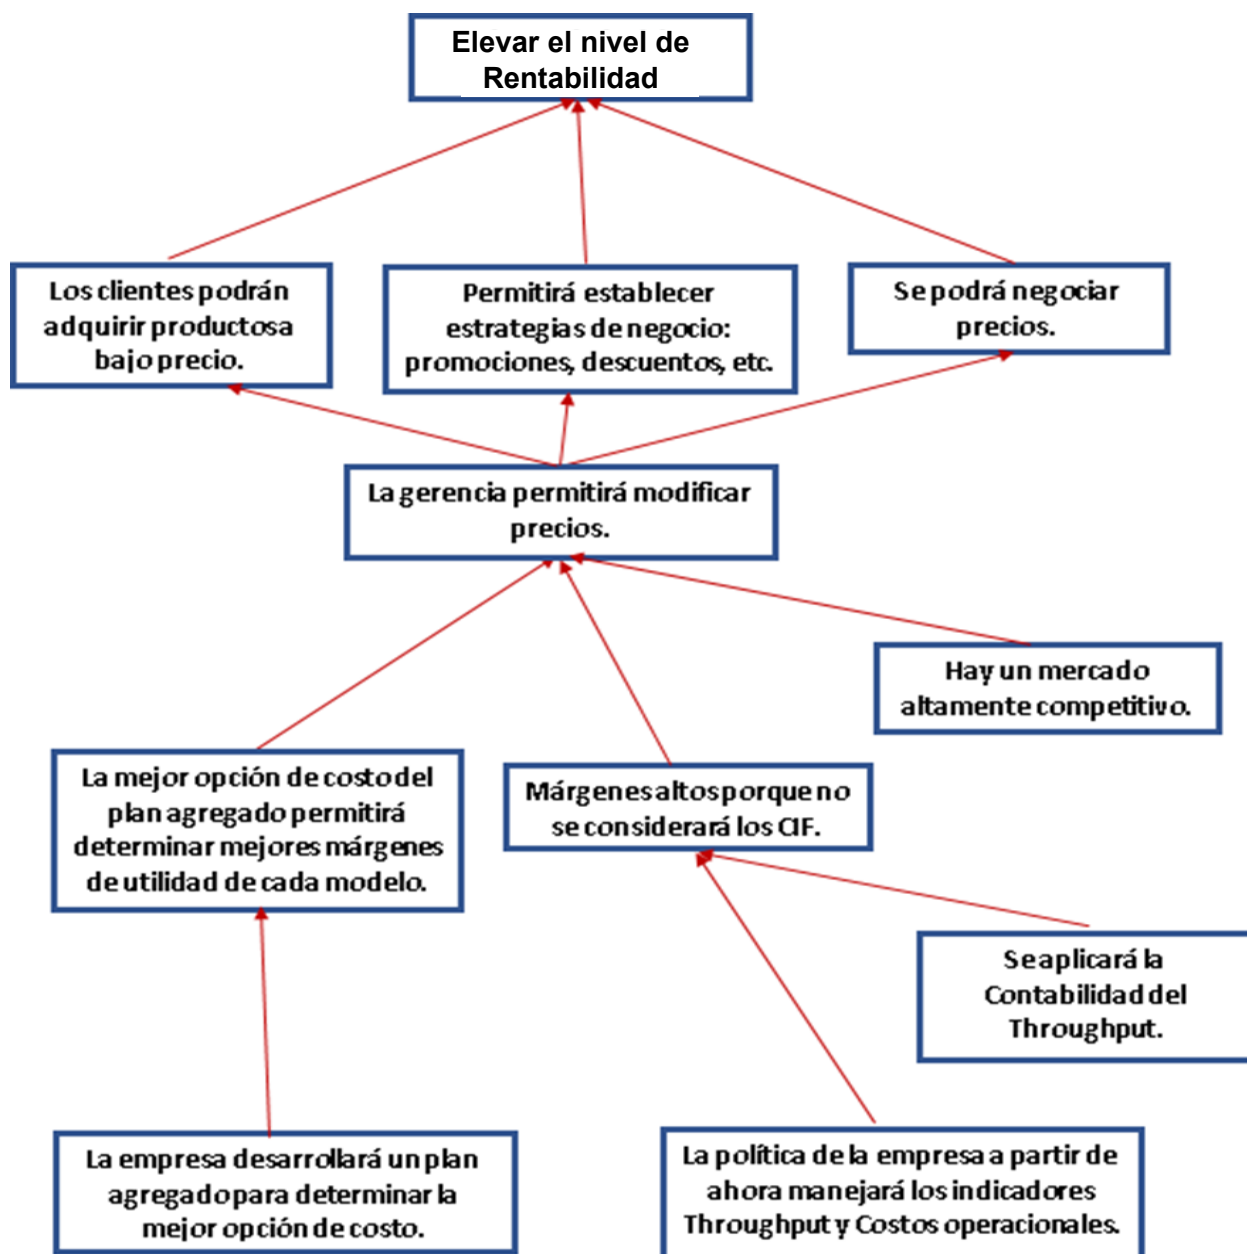 Elevar el nivel de
Rentabilidad
Los clientes podrán
adquirir productosa
bajo precio.
Permitirá establecer
estrategias de negocio:
promociones, descuentos, etc.
Se podrá negociar
precios.
La gerencia permitirá modificar
precios.
Hay un mercado
altamente competitivo.
La mejor opción de costo del
plan agregado permitirá
determinar mejores márgenes
de utilidad de cada modelo.
Márgenes altos porque no
se considerará los CIF.
Se aplicará la
Contabilidad del
Throughput.
La empresa desarrollará un plan
agregado para determinar la
mejor opción de costo.
La política de la empresa a partir de
ahora manejará los indicadores
Throughput y Costos operacionales.